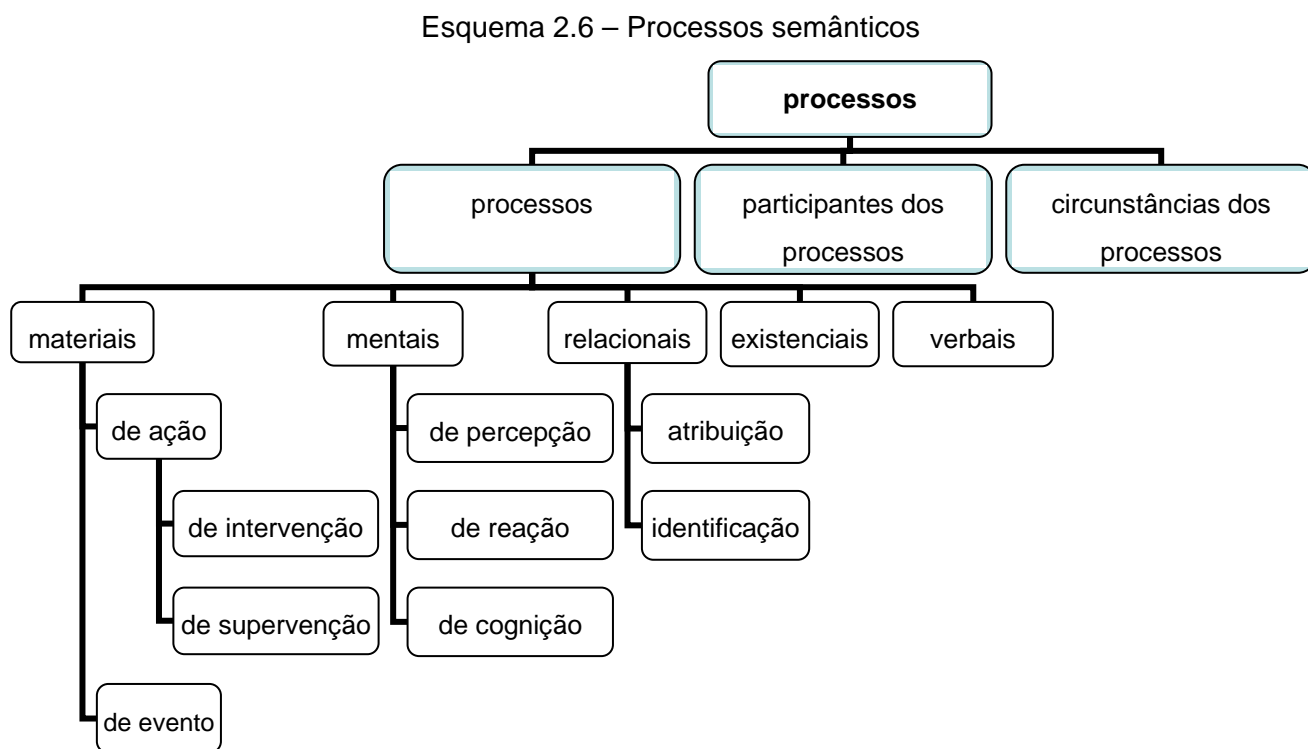 Esquema 2.6 – Processos semânticos
processos
processos
participantes dos
processos
circunstâncias dos
processos
materiais
mentais
relacionais
existenciais
verbais
de ação
de percepção
atribuição
de intervenção
de reação
identificação
de supervenção
de cognição
de evento